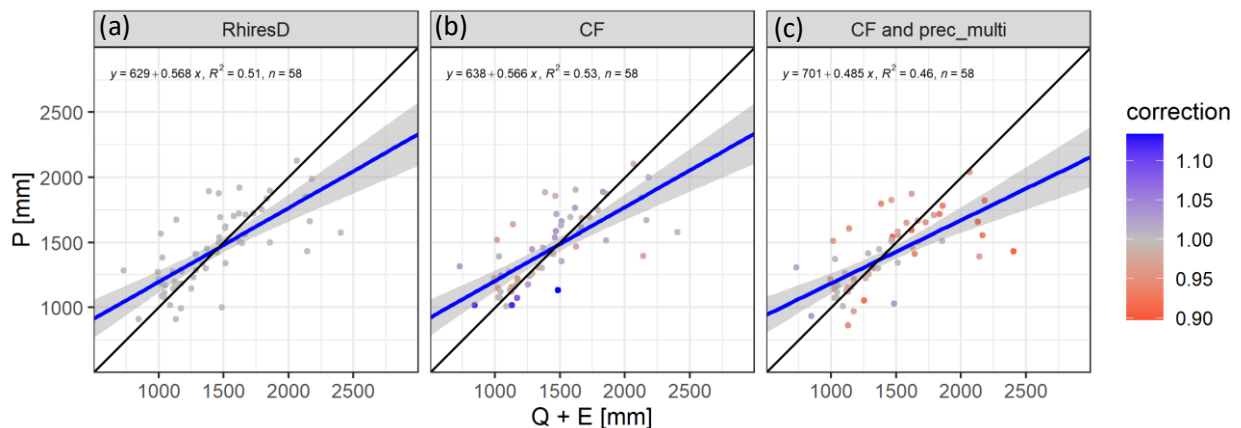 (a) RhiresD
(b) CF
(c) CF and prec_multi
y = 629 + 0.568 x, R² = 0.51, n = 58
y = 638 + 0.566 x, R² = 0.53, n = 58
y = 701 + 0.485 x, R² = 0.46, n = 58
P [mm]
2500
2000
1500
1000
1000 1500 2000 2500
1000 1500 2000 2500
1000 1500 2000 2500
Q + E [mm]
correction
1.10
1.05
1.00
0.95
0.90